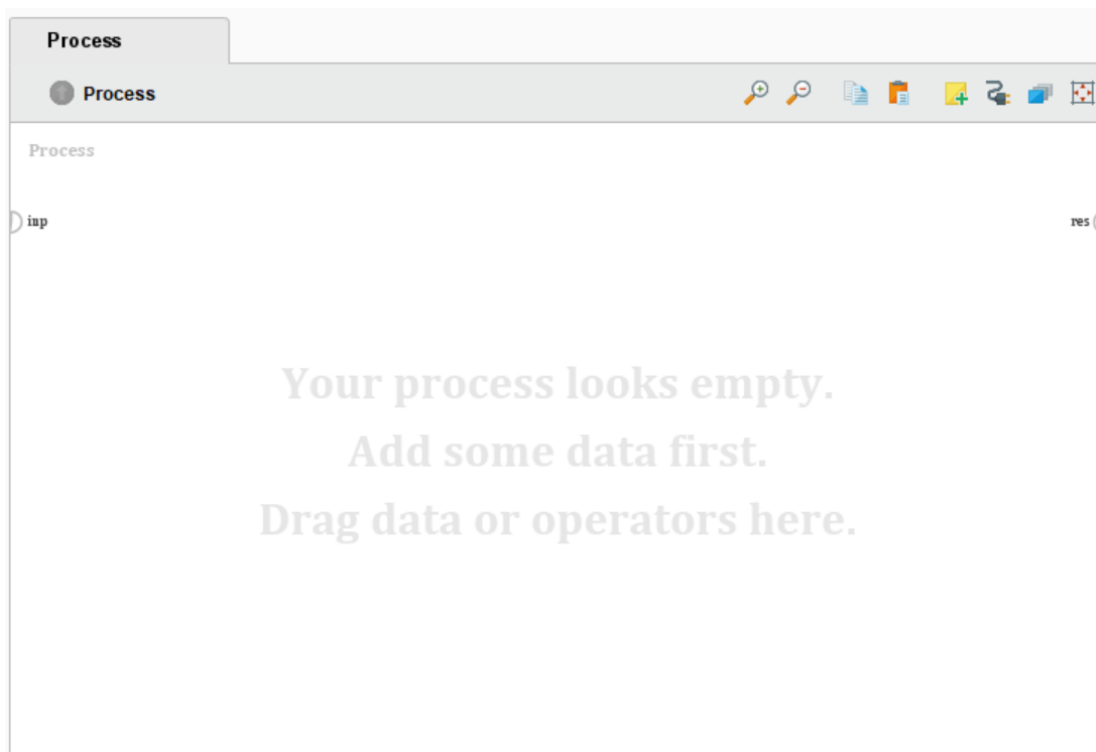 Process
Process
Process
inp
res
Your process looks empty.
Add some data first.
Drag data or operators here.